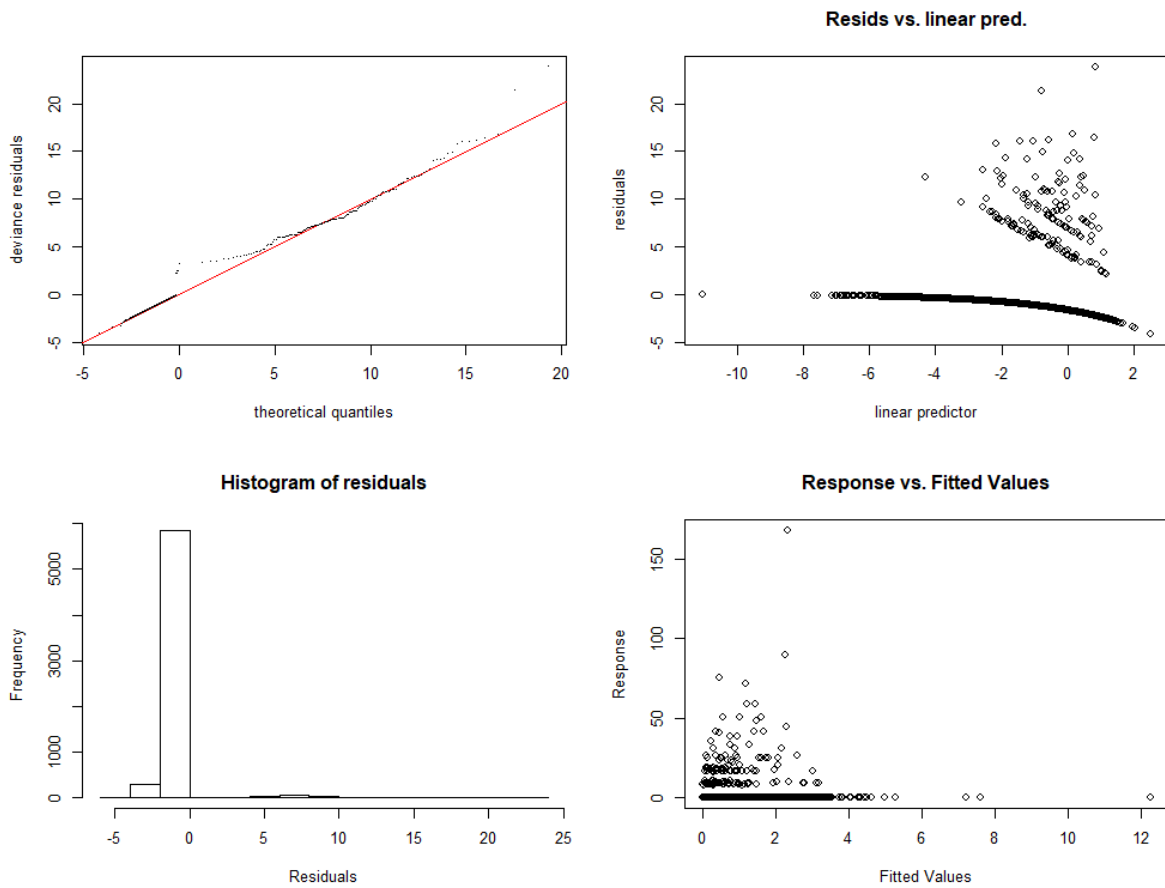 Resids vs. linear pred.
deviance residuals
20
15
10
5
0
-5
-5 0 5 10 15 20
theoretical quantiles
residuals
20
15
10
5
0
-5
-10 -8 -6 -4 -2 0 2
linear predictor
Histogram of residuals
Frequency
5000
3000
1000
0
-5 0 5 10 15 20 25
Residuals
Response vs. Fitted Values
Response
150
100
50
0
0 2 4 6 8 10 12
Fitted Values